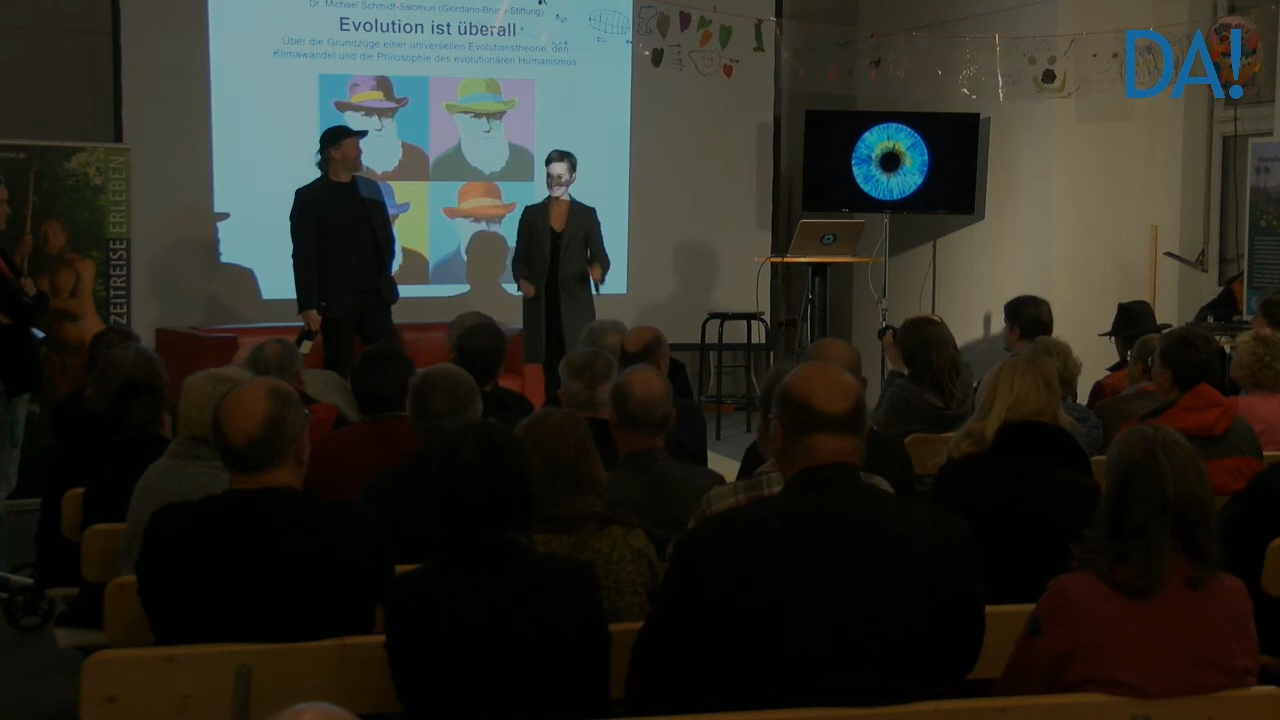 Dr. Michael Schmidt-Salomon (Giordano-Bruno-Stiftung)
Evolution ist überall
Über die Grundzüge einer universellen Evolutionstheorie, den
Klimawandel und die Philosophie des evolutionären Humanismus
DA!
ZEITREISE ERLEBEN